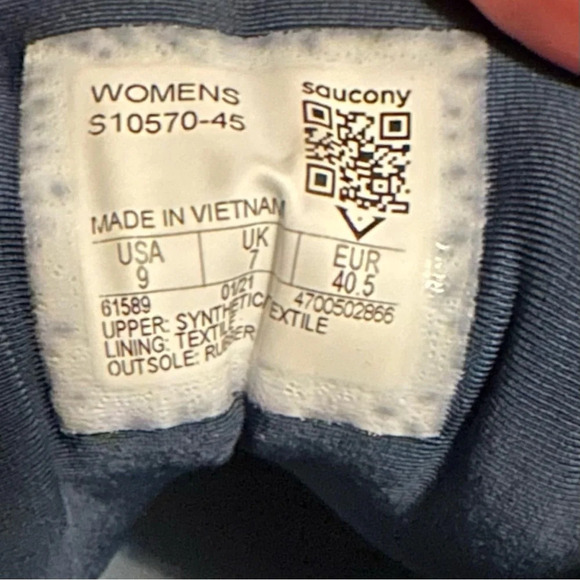 WOMENS
S10570-45
saucony
MADE IN VIETNAM
USA UK EUR
9 7 40.5
61589 01/21 4700502866
UPPER: SYNTHETIC/TEXTILE
LINING: TEXTILE
OUTSOLE: RUBBER